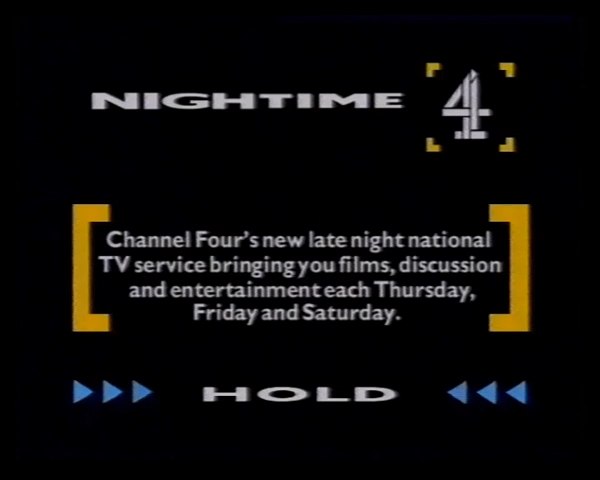 NIGHTIME 4
Channel Four's new late night national
TV service bringing you films, discussion
and entertainment each Thursday,
Friday and Saturday.
HOLD